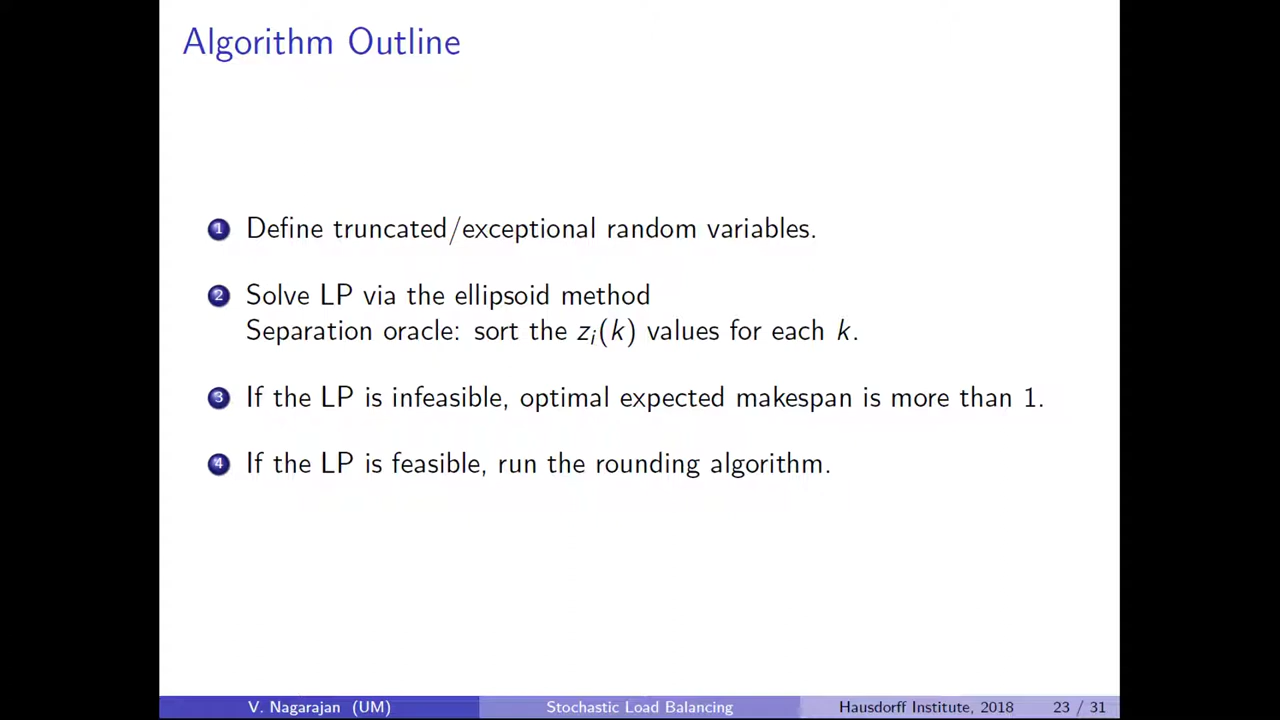 Algorithm Outline
1 Define truncated/exceptional random variables.
2 Solve LP via the ellipsoid method
Separation oracle: sort the z_i(k) values for each k.
3 If the LP is infeasible, optimal expected makespan is more than 1.
4 If the LP is feasible, run the rounding algorithm.
V. Nagarajan (UM) Stochastic Load Balancing Hausdorff Institute, 2018 23 / 31